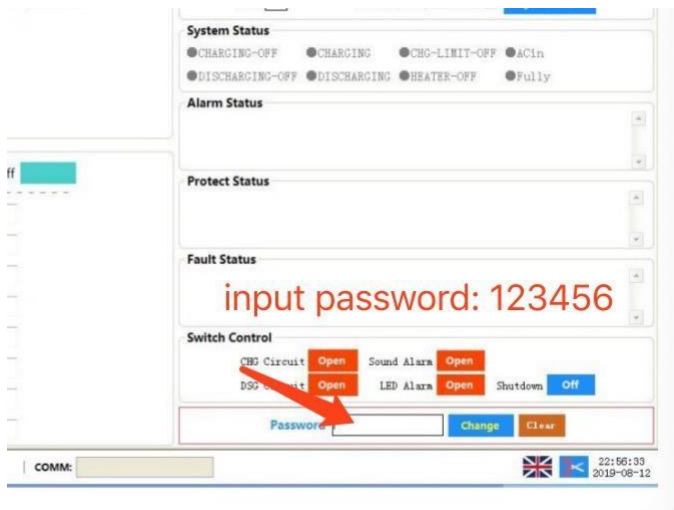 System Status
CHARGING-OFF CHARGING CHG-LIMIT-OFF ACin
DISCHARGING-OFF DISCHARGING HEATER-OFF Fully
Alarm Status
ff
Protect Status
Fault Status
input password: 123456
Switch Control
CHG Circuit Open Sound Alarm Open
DSG Circuit Open LED Alarm Open Shutdown Off
Password Change Clear
COMM: 22:56:33
2019-08-12